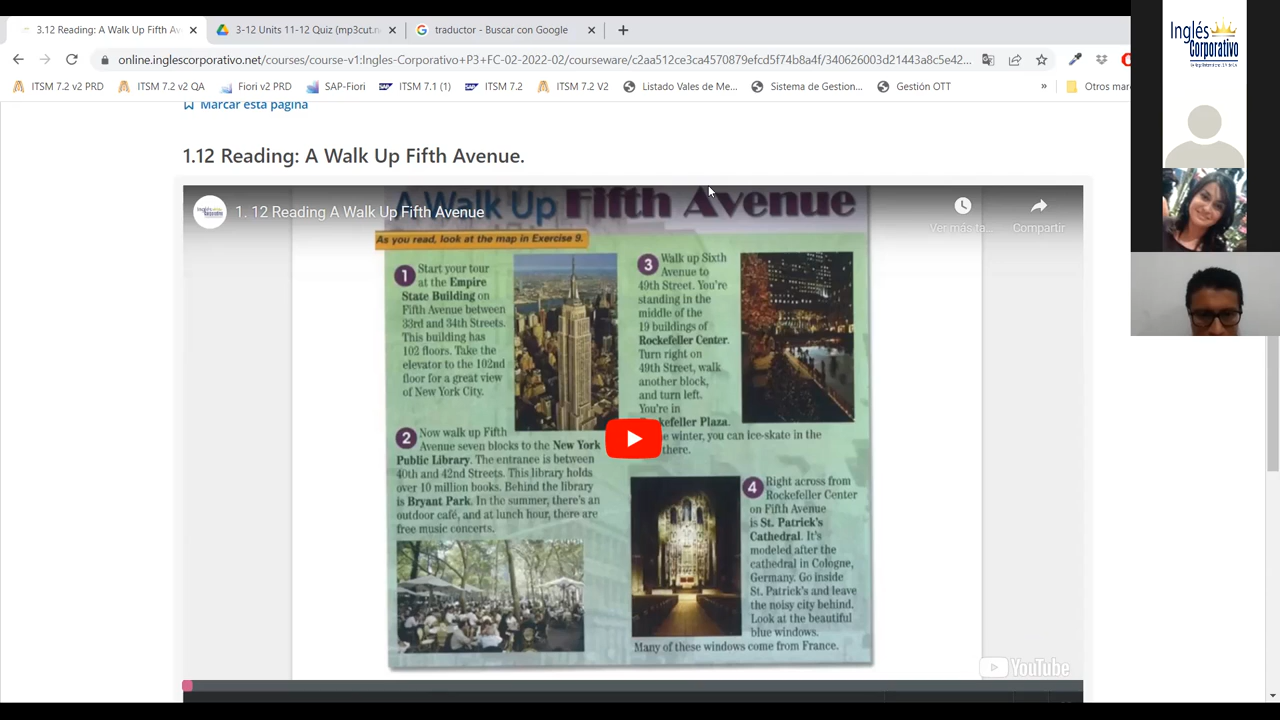 3.12 Reading: A Walk Up Fifth Av
3-12 Units 11-12 Quiz (mp3cut.n
traductor - Buscar con Google
online.inglescorporativo.net/courses/course-v1:Ingles-Corporativo+P3+FC-P3-2022-02/courseware/c2aa512ce3ca4570879efcd5f74b8a4f/340626003d21443a8c5e42...
ITSM 7.2 v2 PRD
ITSM 7.2 v2 QA
Fiori v2 PRD
SAP-Fiori
ITSM 7.1 (1)
ITSM 7.2
ITSM 7.2 V2
Listado Vales de Me...
Sistema de Gestion...
Gestión OTT
»
Otros mar
Marcar esta página
1.12 Reading: A Walk Up Fifth Avenue.
1. 12 Reading A Walk Up Fifth Avenue
Ver más ta...
Compartir
A Walk Up Fifth Avenue
As you read, look at the map in Exercise 9.
1 Start your tour
at the Empire
State Building on
Fifth Avenue between
33rd and 34th Streets.
This building has
102 floors. Take the
elevator to the 102nd
floor for a great view
of New York City.
2 Now walk up Fifth
Avenue seven blocks to the New York
Public Library. The entrance is between
40th and 42nd Streets. This library holds
over 10 million books. Behind the library
is Bryant Park. In the summer, there's an
outdoor café, and at lunch hour, there are
free music concerts.
3 Walk up Sixth
Avenue to
49th Street. You're
standing in the
middle of the
19 buildings of
Rockefeller Center.
Turn right on
49th Street, walk
another block,
and turn left.
You're in
kefeller Plaza.
e winter, you can ice-skate in the
there.
4 Right across from
Rockefeller Center
on Fifth Avenue
is St. Patrick's
Cathedral. It's
modeled after the
cathedral in Cologne,
Germany. Go inside
St. Patrick's and leave
the noisy city behind.
Look at the beautiful
blue windows.
Many of these windows come from France.
YouTube
Inglés
Corporativo